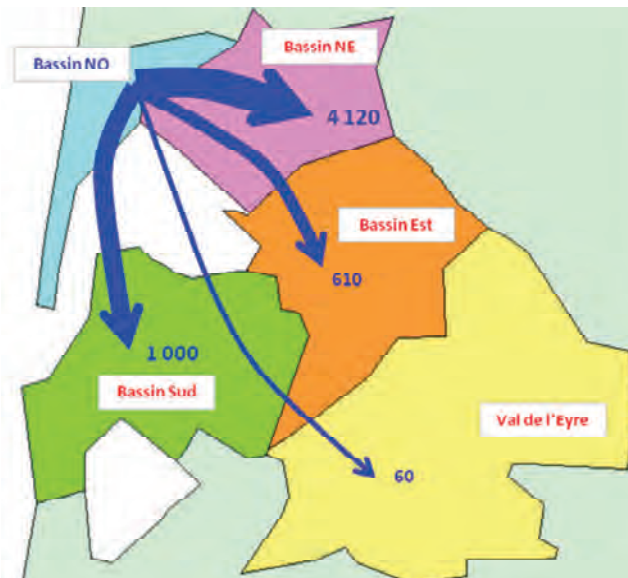 Bassin NE
Bassin NO
4 120
Bassin Est
610
1 000
Bassin Sud
Val de l'Eyre
60